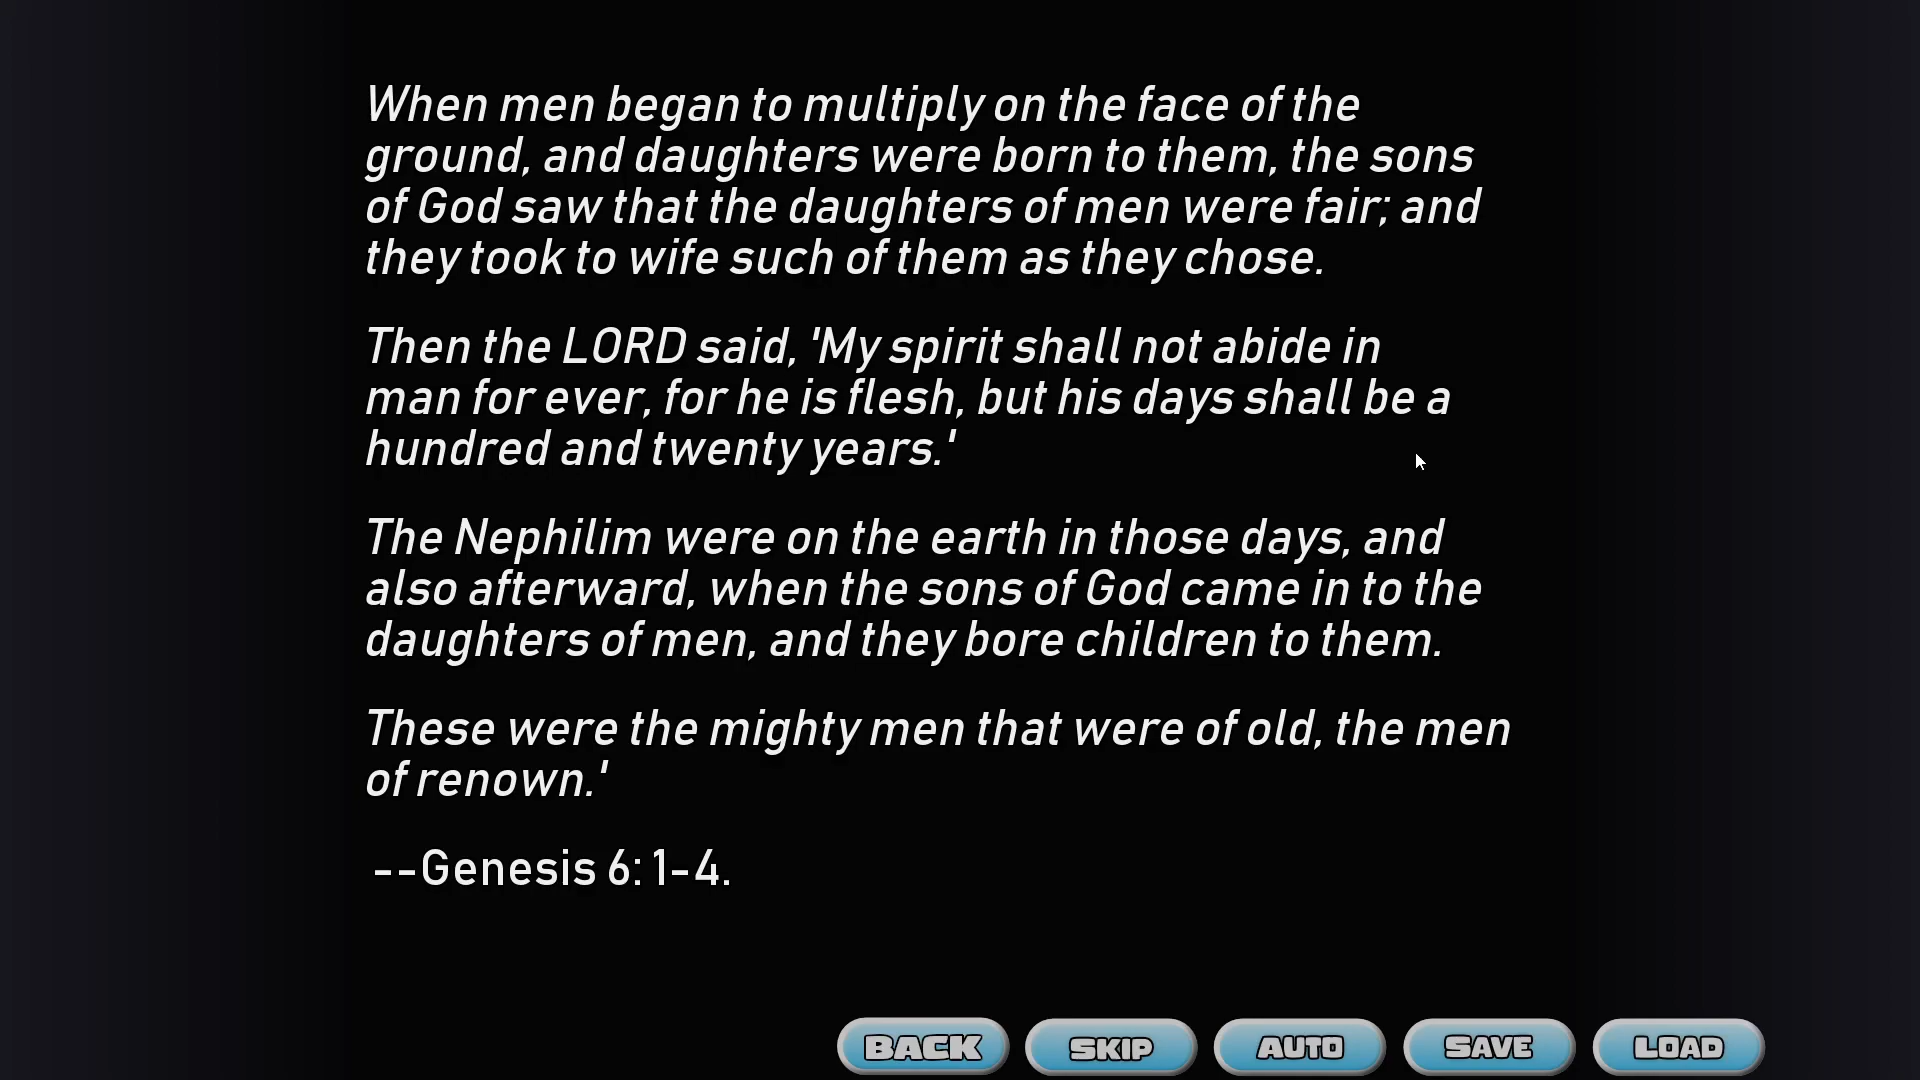 When men began to multiply on the face of the
ground, and daughters were born to them, the sons
of God saw that the daughters of men were fair; and
they took to wife such of them as they chose.
Then the LORD said, 'My spirit shall not abide in
man for ever, for he is flesh, but his days shall be a
hundred and twenty years.'
The Nephilim were on the earth in those days, and
also afterward, when the sons of God came in to the
daughters of men, and they bore children to them.
These were the mighty men that were of old, the men
of renown.'
--Genesis 6:1-4.
BACK SKIP AUTO SAVE LOAD